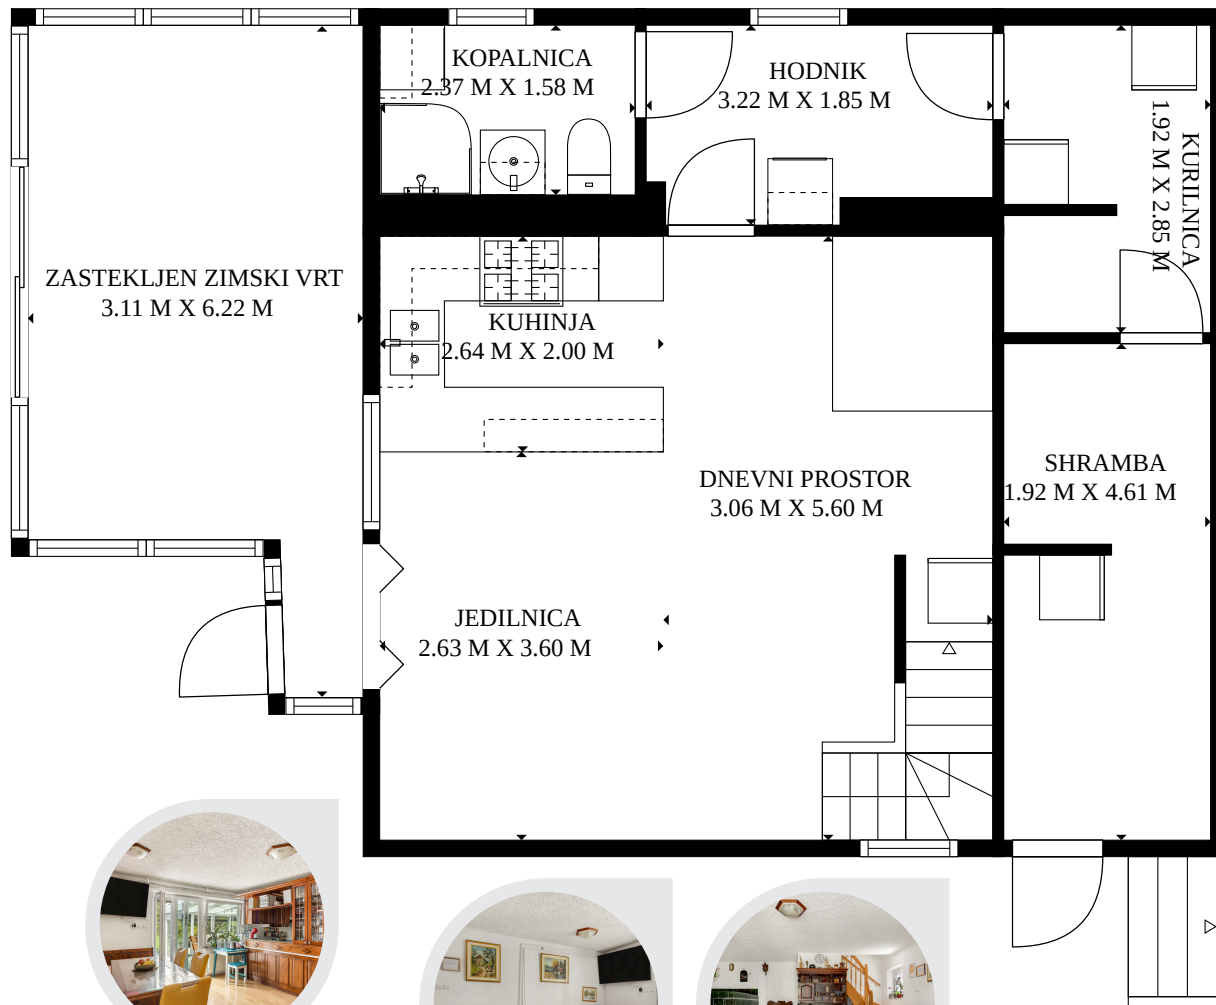 KOPALNICA
2.37 M X 1.58 M
HODNIK
3.22 M X 1.85 M
KURILNICA
1.92 M X 2.85 M
ZASTEKLJEN ZIMSKI VRT
3.11 M X 6.22 M
KUHINJA
2.64 M X 2.00 M
DNEVNI PROSTOR
3.06 M X 5.60 M
SHRAMBA
1.92 M X 4.61 M
JEDILNICA
2.63 M X 3.60 M